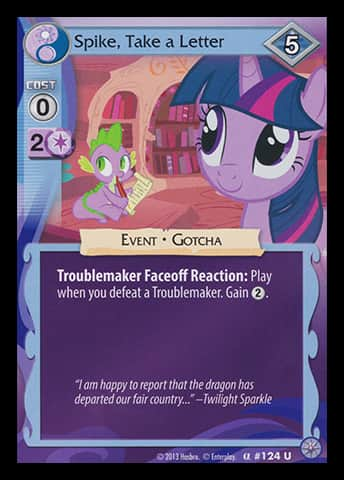 Spike, Take a Letter
5
COST
0
2
EVENT • GOTCHA
Troublemaker Faceoff Reaction: Play
when you defeat a Troublemaker. Gain 2.
"I am happy to report that the dragon has
departed our fair country..." –Twilight Sparkle
© 2013 Hasbro. © Enterplay. α #124 U